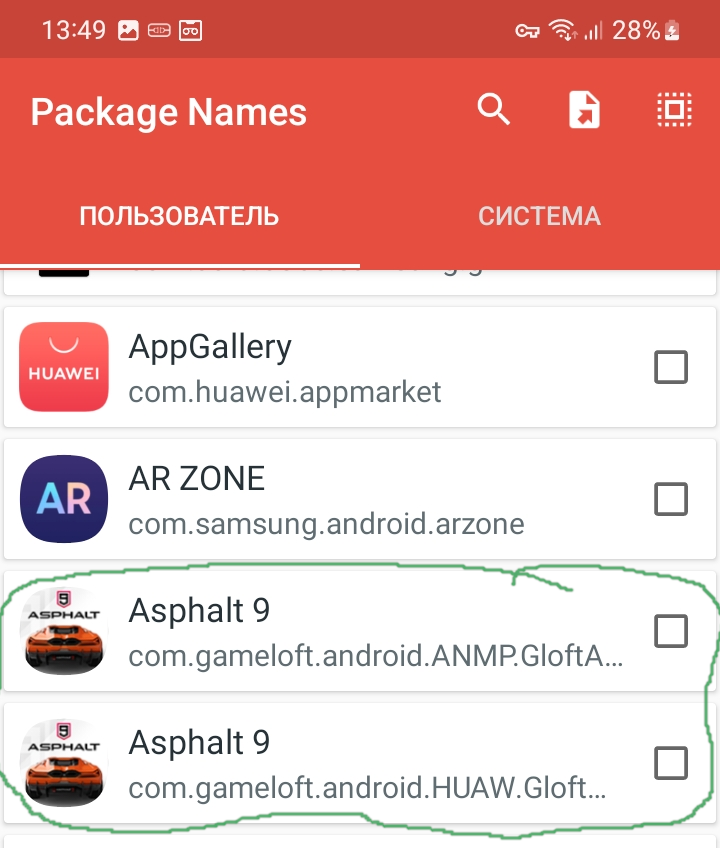 13:49
28%
Package Names
ПОЛЬЗОВАТЕЛЬ
СИСТЕМА
HUAWEI
AppGallery
com.huawei.appmarket
AR
AR ZONE
com.samsung.android.arzone
9
ASPHALT
Asphalt 9
com.gameloft.android.ANMP.GloftA...
9
ASPHALT
Asphalt 9
com.gameloft.android.HUAW.Gloft...